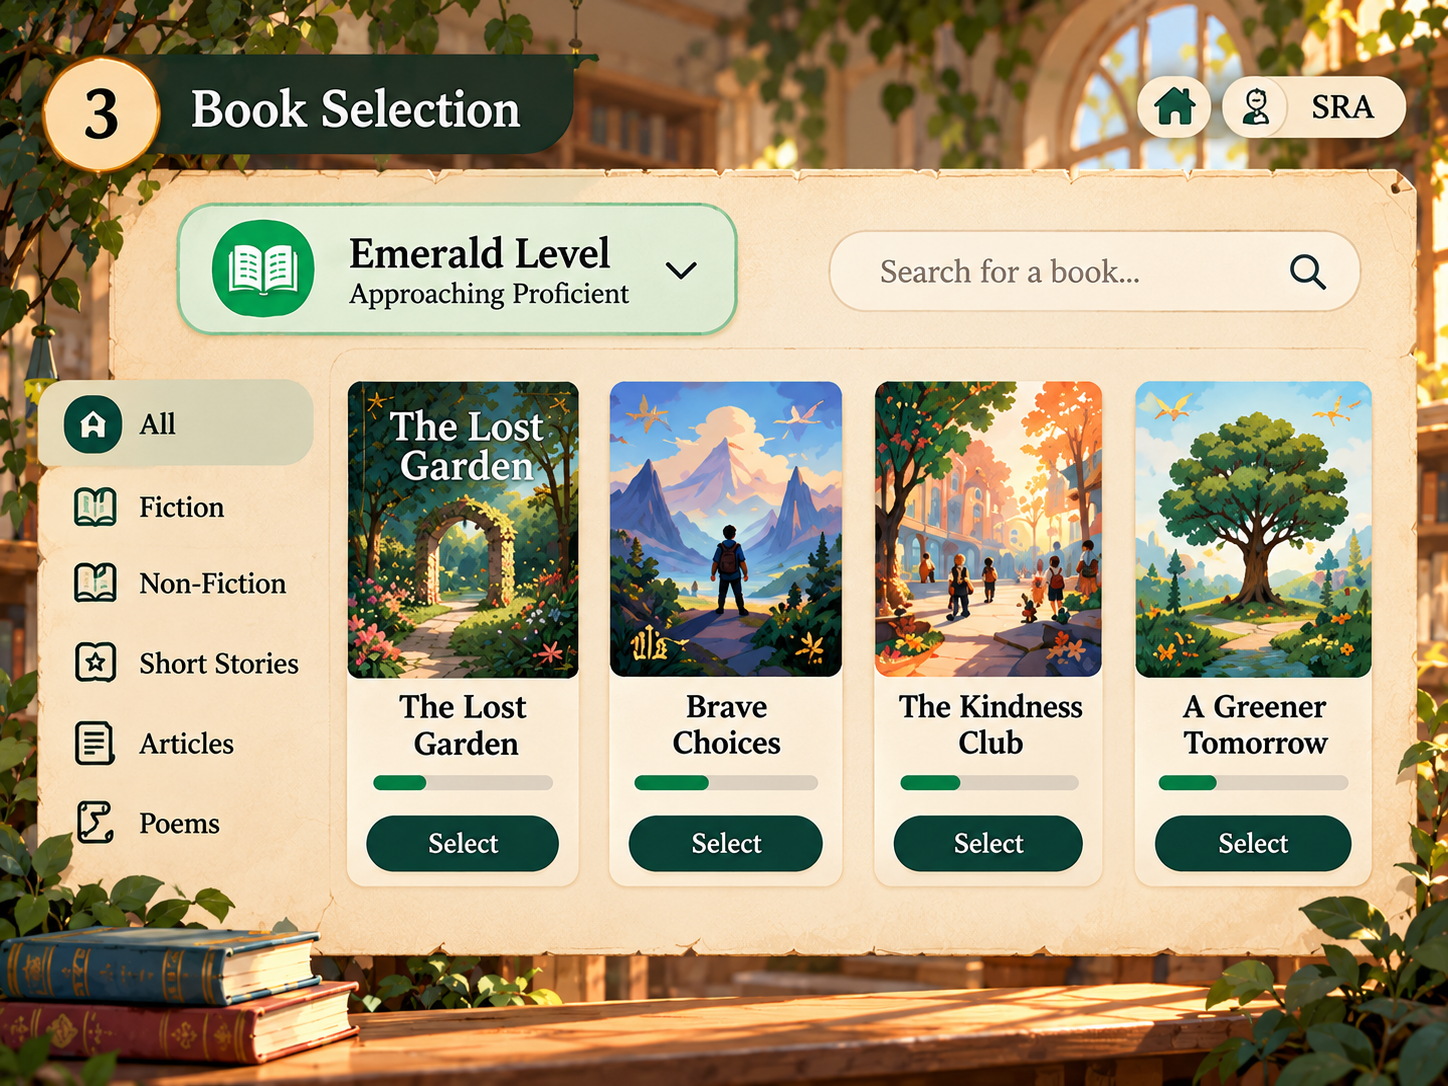 3
Book Selection
SRA
Emerald Level
Approaching Proficient
Search for a book...
All
Fiction
Non-Fiction
Short Stories
Articles
Poems
The Lost
Garden
The Lost
Garden
Select
Brave
Choices
Select
The Kindness
Club
Select
A Greener
Tomorrow
Select